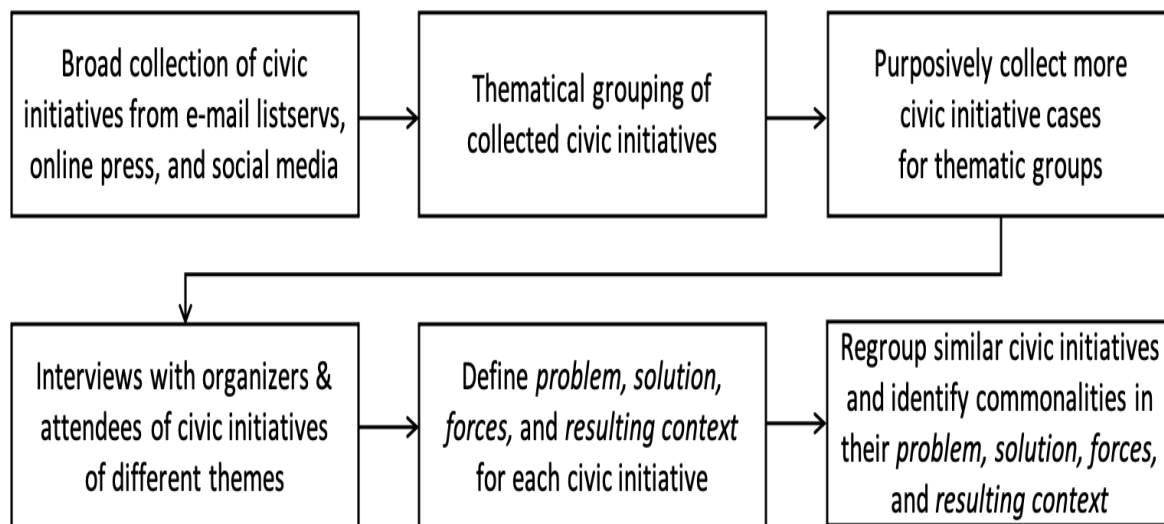 Broad collection of civic
initiatives from e-mail listservs,
online press, and social media
Thematical grouping of
collected civic initiatives
Purposively collect more
civic initiative cases
for thematic groups
Interviews with organizers &
attendees of civic initiatives
of different themes
Define problem, solution,
forces, and resulting context
for each civic initiative
Regroup similar civic initiatives
and identify commonalities in
their problem, solution, forces,
and resulting context